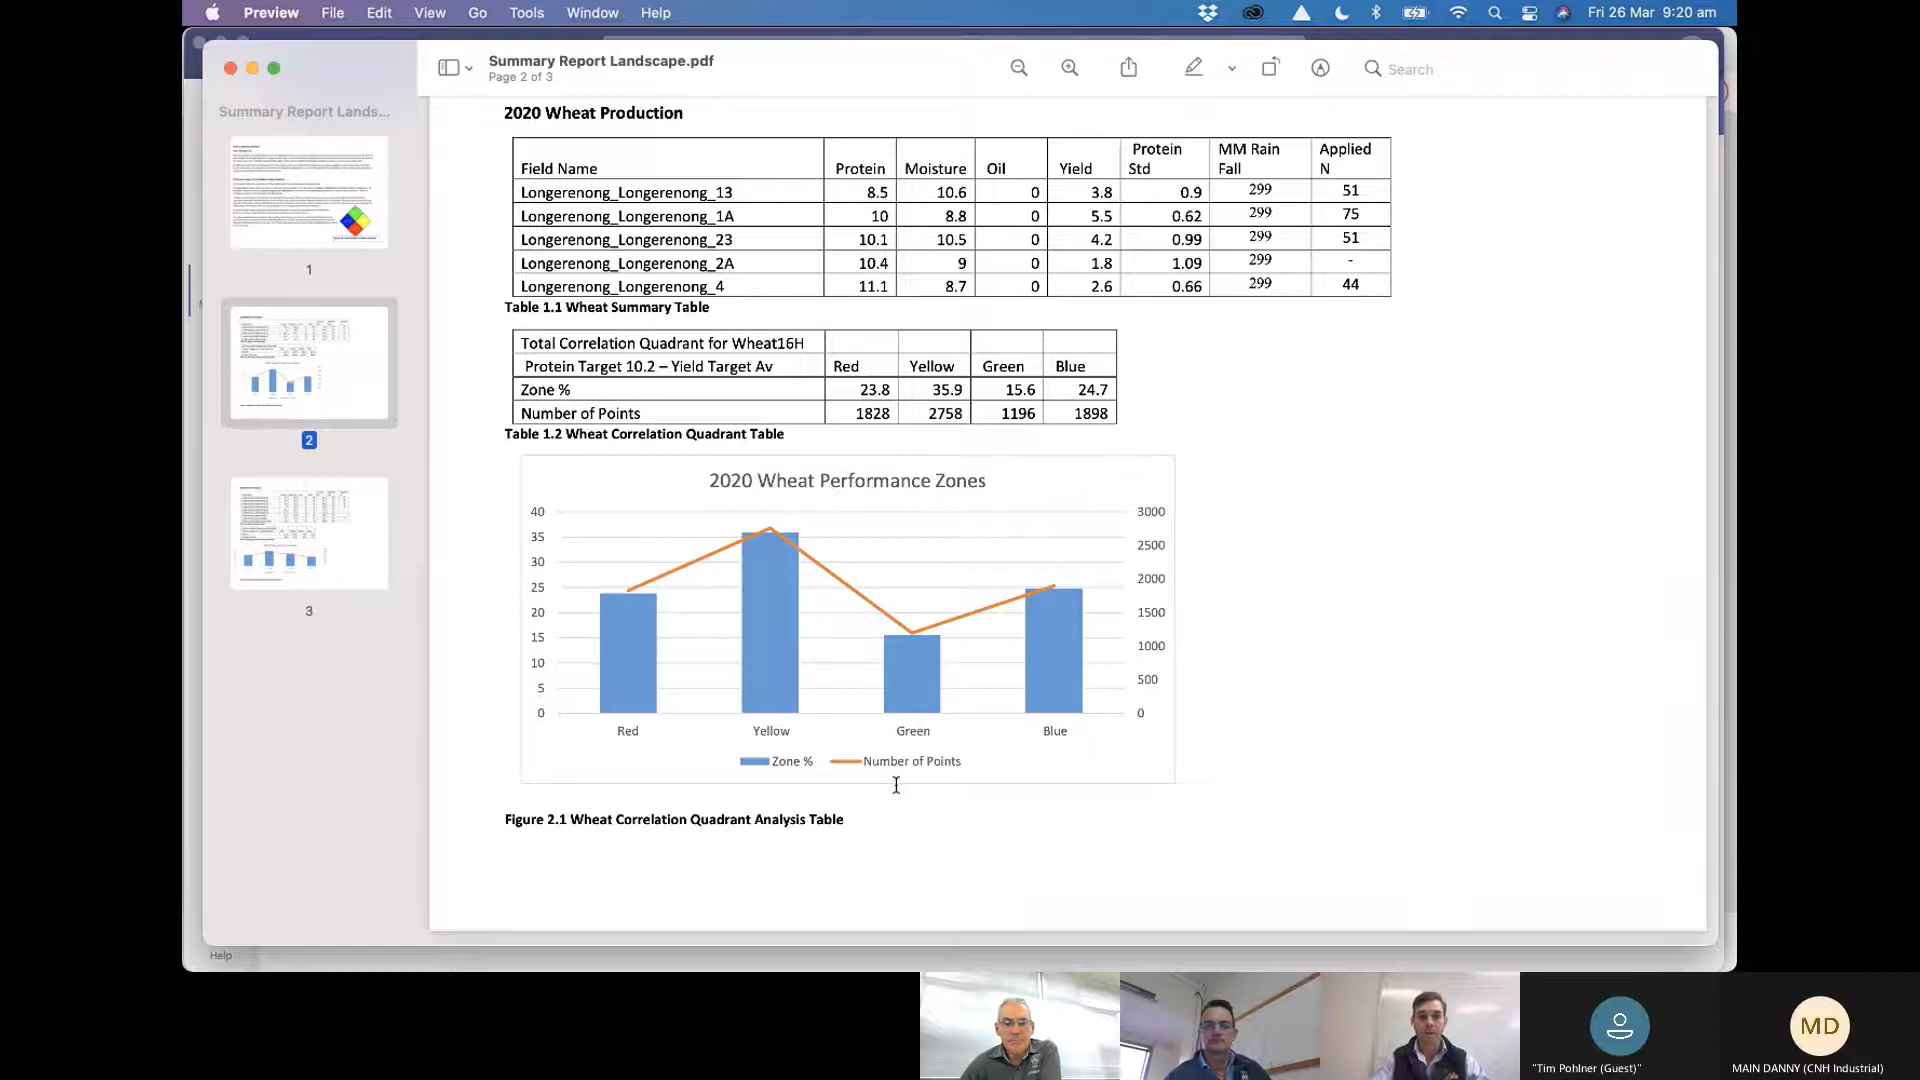 Preview File Edit View Go Tools Window Help Fri 26 Mar 9:20 am
Summary Report Landscape.pdf
Page 2 of 3
Search
Summary Report Lands...
1
2
3
2020 Wheat Production
Field Name Protein Moisture Oil Yield Protein Std MM Rain Fall Applied N
Longerenong_Longerenong_13 8.5 10.6 0 3.8 0.9 299 51
Longerenong_Longerenong_1A 10 8.8 0 5.5 0.62 299 75
Longerenong_Longerenong_23 10.1 10.5 0 4.2 0.99 299 51
Longerenong_Longerenong_2A 10.4 9 0 1.8 1.09 299 -
Longerenong_Longerenong_4 11.1 8.7 0 2.6 0.66 299 44
Table 1.1 Wheat Summary Table
Total Correlation Quadrant for Wheat16H
Protein Target 10.2 – Yield Target Av Red Yellow Green Blue
Zone % 23.8 35.9 15.6 24.7
Number of Points 1828 2758 1196 1898
Table 1.2 Wheat Correlation Quadrant Table
2020 Wheat Performance Zones
40 3000
35 2500
30 2000
25 1500
20 1000
15 500
10 0
5
0
Red Yellow Green Blue
Zone % Number of Points
Figure 2.1 Wheat Correlation Quadrant Analysis Table
Help
MD
"Tim Pohlner (Guest)" MAIN DANNY (CNH Industrial)